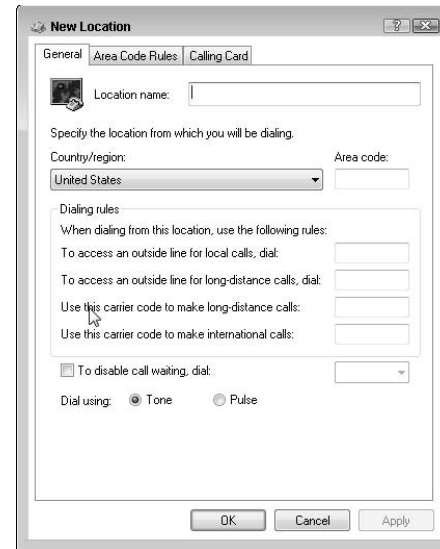 New Location
General Area Code Rules Calling Card
Location name:
Specify the location from which you will be dialing.
Country/region: Area code:
United States
Dialing rules
When dialing from this location, use the following rules:
To access an outside line for local calls, dial:
To access an outside line for long-distance calls, dial:
Use this carrier code to make long-distance calls:
Use this carrier code to make international calls:
To disable call waiting, dial:
Dial using: Tone Pulse
OK Cancel Apply